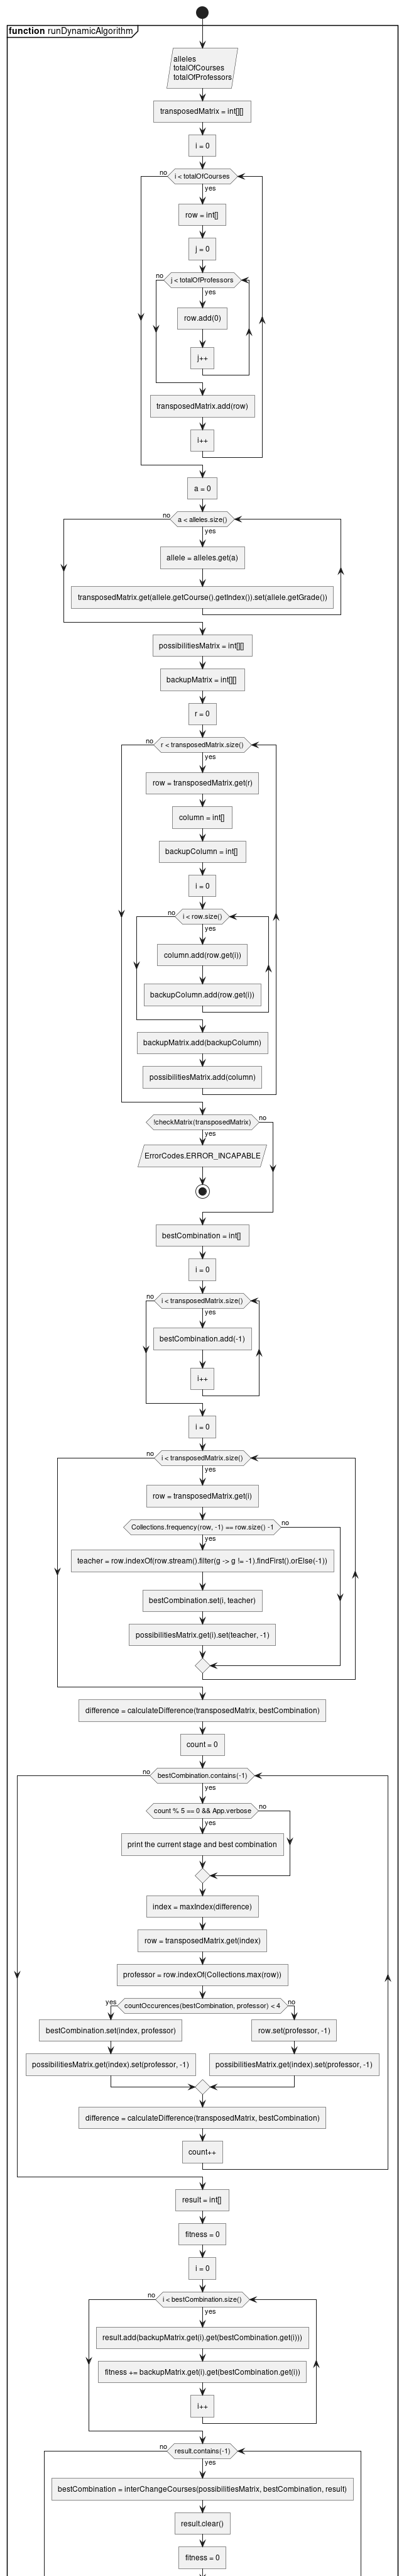 function runDynamicAlgorithm
alleles
totalOfCourses
totalOfProfessors
transposedMatrix = int[][]
i = 0
no
i < totalOfCourses
yes
row = int[]
j = 0
no
j < totalOfProfessors
yes
row.add(0)
j++
transposedMatrix.add(row)
i++
a = 0
no
a < alleles.size()
yes
allele = alleles.get(a)
transposedMatrix.get(allele.getCourse().getIndex()).set(allele.getGrade())
possibilitiesMatrix = int[][]
backupMatrix = int[][]
r = 0
no
r < transposedMatrix.size()
yes
row = transposedMatrix.get(r)
column = int[]
backupColumn = int[]
i = 0
no
i < row.size()
yes
column.add(row.get(i))
backupColumn.add(row.get(i))
backupMatrix.add(backupColumn)
possibilitiesMatrix.add(column)
!checkMatrix(transposedMatrix)
no
yes
ErrorCodes.ERROR_INCAPABLE
bestCombination = int[]
i = 0
no
i < transposedMatrix.size()
yes
bestCombination.add(-1)
i++
i = 0
no
i < transposedMatrix.size()
yes
row = transposedMatrix.get(i)
Collections.frequency(row, -1) == row.size() -1
no
yes
teacher = row.indexOf(row.stream().filter(g -> g != -1).findFirst().orElse(-1))
bestCombination.set(i, teacher)
possibilitiesMatrix.get(i).set(teacher, -1)
difference = calculateDifference(transposedMatrix, bestCombination)
count = 0
no
bestCombination.contains(-1)
yes
count % 5 == 0 && App.verbose
no
yes
print the current stage and best combination
index = maxIndex(difference)
row = transposedMatrix.get(index)
professor = row.indexOf(Collections.max(row))
yes
countOccurences(bestCombination, professor) < 4
no
bestCombination.set(index, professor)
row.set(professor, -1)
possibilitiesMatrix.get(index).set(professor, -1)
possibilitiesMatrix.get(index).set(professor, -1)
difference = calculateDifference(transposedMatrix, bestCombination)
count++
result = int[]
fitness = 0
i = 0
no
i < bestCombination.size()
yes
result.add(backupMatrix.get(i).get(bestCombination.get(i)))
fitness += backupMatrix.get(i).get(bestCombination.get(i))
i++
no
result.contains(-1)
yes
bestCombination = interChangeCourses(possibilitiesMatrix, bestCombination, result)
result.clear()
fitness = 0